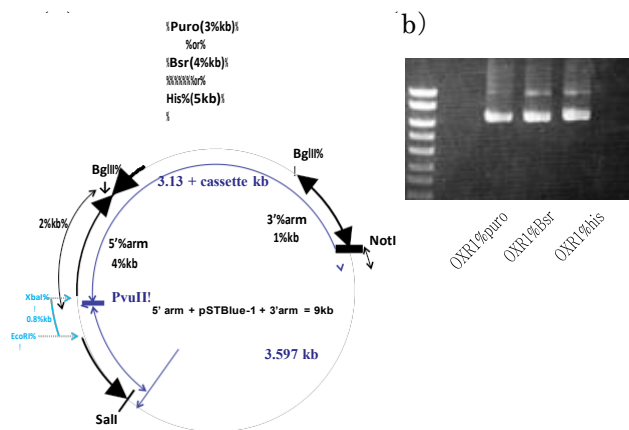 %Puro(3%kb)%
%or%
%Bsr(4%kb)%
%%%%%%%or%
His%(5kb)%
%
b)
BglII%
BglII%
3.13 + cassette kb
2%kb%
5'%arm
4%kb
3'%arm
1%kb
NotI
XbaI%
!
0.8%kb
EcoRI%
!
PvuII!
5' arm + pSTBlue-1 + 3'arm = 9kb
3.597 kb
SalI
OXR1%puro
OXR1%Bsr
OXR1%his